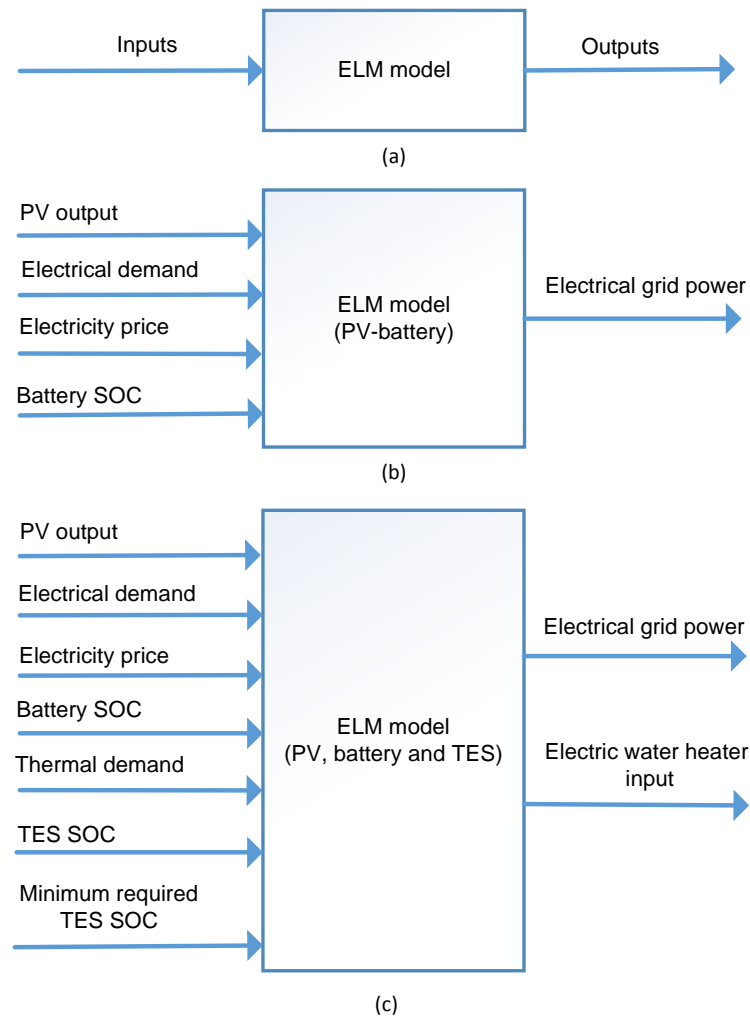 Inputs
ELM model
Outputs
(a)
PV output
Electrical demand
Electricity price
Battery SOC
ELM model
(PV-battery)
Electrical grid power
(b)
PV output
Electrical demand
Electricity price
Battery SOC
Thermal demand
TES SOC
Minimum required
TES SOC
ELM model
(PV, battery and TES)
Electrical grid power
Electric water heater
input
(c)